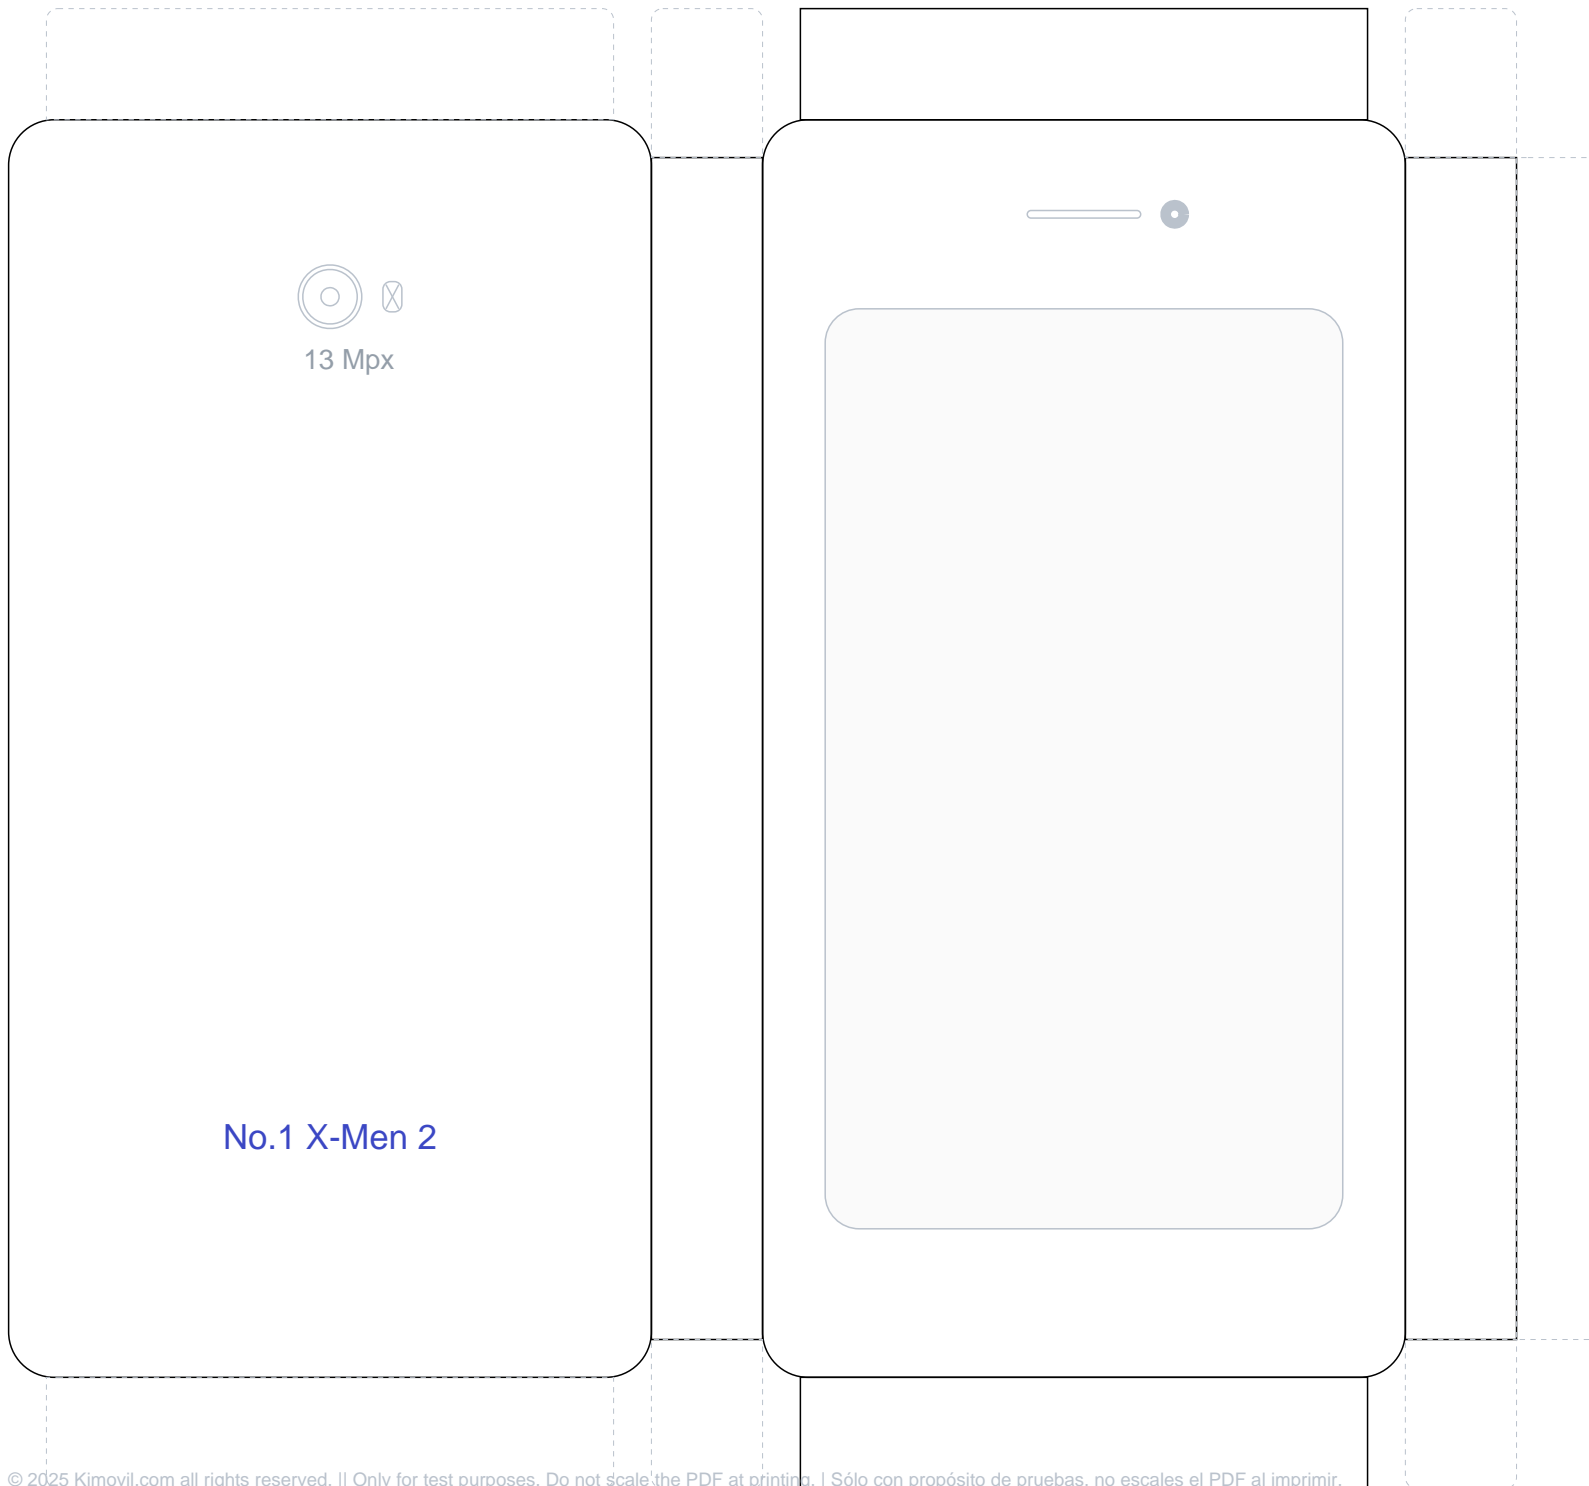 13 Mpx
No.1 X-Men 2
© 2025 Kimovil.com all rights reserved. || Only for test purposes. Do not scale the PDF at printing. | Sólo con propósito de pruebas, no escales el PDF al imprimir.